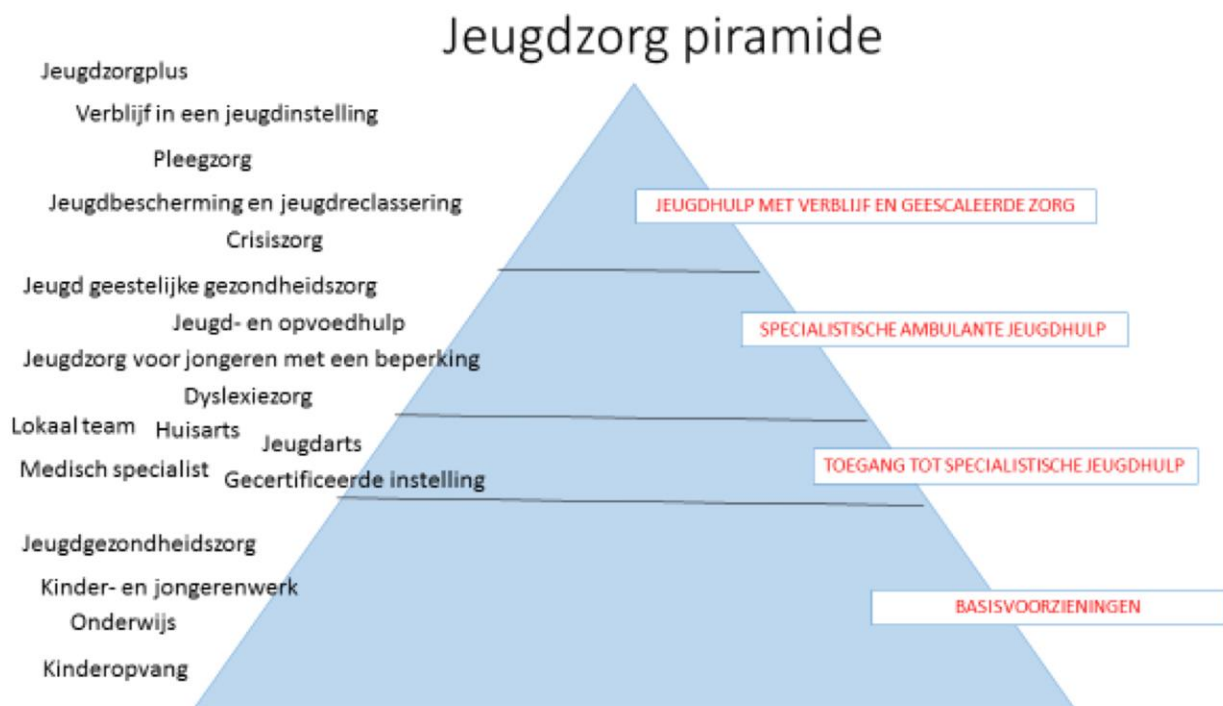 Jeugdzorg piramide
Jeugdzorgplus
Verblijf in een jeugdinstelling
Pleegzorg
Jeugdbescherming en jeugdreclassering
JEUGDHULP MET VERBLIJF EN GEESCALEERDE ZORG
Crisiszorg
Jeugd geestelijke gezondheidszorg
Jeugd- en opvoedhulp
SPECIALISTISCHE AMBULANTE JEUGDHULP
Jeugdzorg voor jongeren met een beperking
Dyslexiezorg
Lokaal team Huisarts Jeugdarts
Medisch specialist Gecertificeerde instelling
TOEGANG TOT SPECIALISTISCHE JEUGDHULP
Jeugdgezondheidszorg
Kinder- en jongerenwerk
BASISVOORZIENINGEN
Onderwijs
Kinderopvang